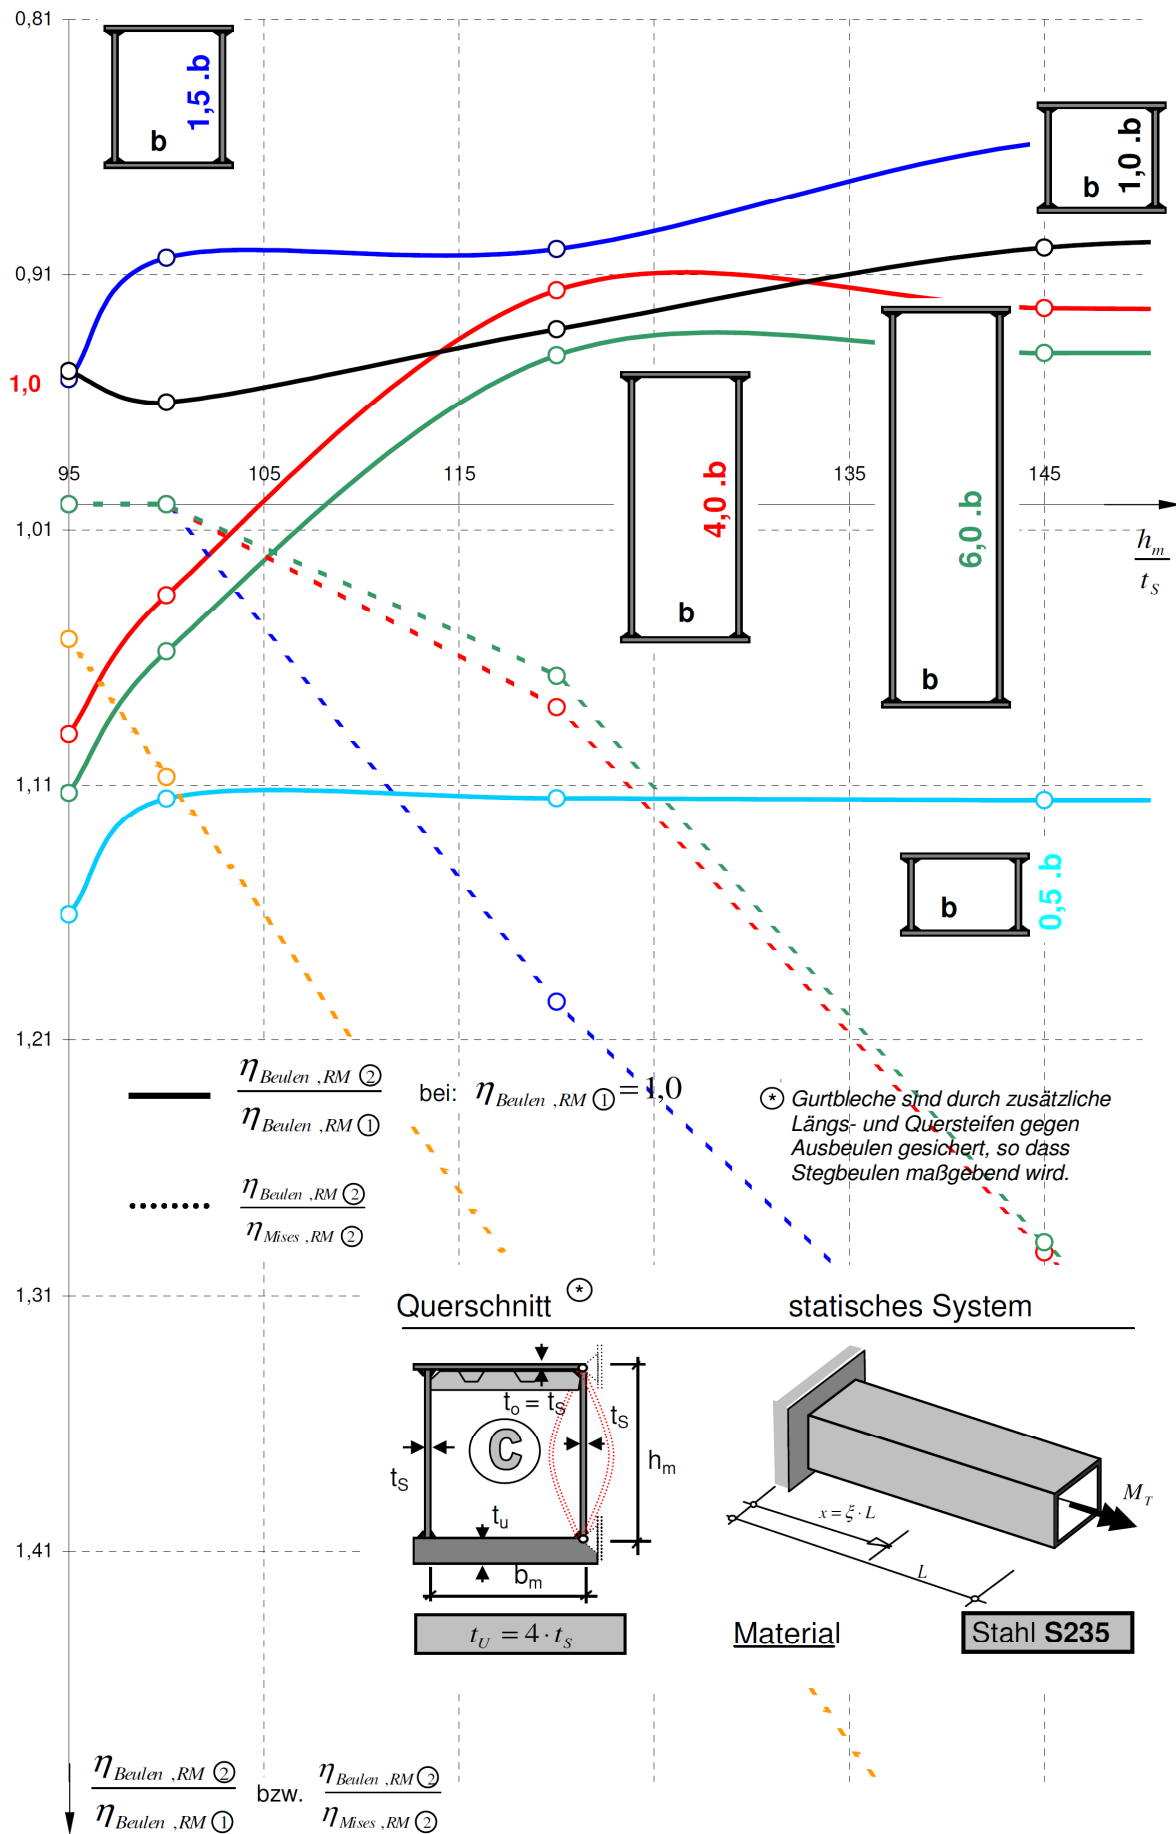 0,81
1,5 .b
b
1,0 .b
b
0,91
1,0
95
105
115
135
145
4,0 .b
b
6,0 .b
b
1,01
h_m
t_S
1,11
0,5 .b
b
1,21
η_Beulen ,RM ②
η_Beulen ,RM ①
bei: η_Beulen ,RM ① = 1,0
* Gurtbleche sind durch zusätzliche
Längs- und Quersteifen gegen
Ausbeulen gesichert, so dass
Stegbeulen maßgebend wird.
η_Beulen ,RM ②
η_Mises ,RM ②
1,31
Querschnitt *
statisches System
t_o = t_S
t_S
C
t_S
h_m
t_u
b_m
t_U = 4 · t_S
x = ξ · L
L
M_T
1,41
Material
Stahl S235
η_Beulen ,RM ②
η_Beulen ,RM ①
bzw.
η_Beulen ,RM ②
η_Mises ,RM ②